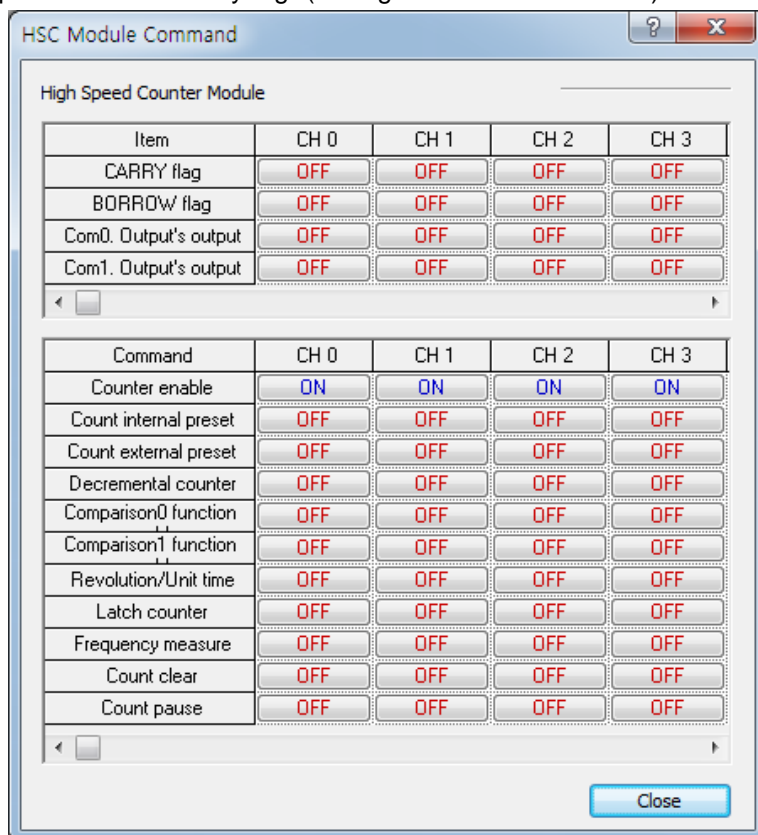 HSC Module Command
High Speed Counter Module
Item CH 0 CH 1 CH 2 CH 3
CARRY flag OFF OFF OFF OFF
BORROW flag OFF OFF OFF OFF
Com0. Output's output OFF OFF OFF OFF
Com1. Output's output OFF OFF OFF OFF
Command CH 0 CH 1 CH 2 CH 3
Counter enable ON ON ON ON
Count internal preset OFF OFF OFF OFF
Count external preset OFF OFF OFF OFF
Decremental counter OFF OFF OFF OFF
Comparison0 function OFF OFF OFF OFF
Comparison1 function OFF OFF OFF OFF
Revolution/Unit time OFF OFF OFF OFF
Latch counter OFF OFF OFF OFF
Frequency measure OFF OFF OFF OFF
Count clear OFF OFF OFF OFF
Count pause OFF OFF OFF OFF
Close